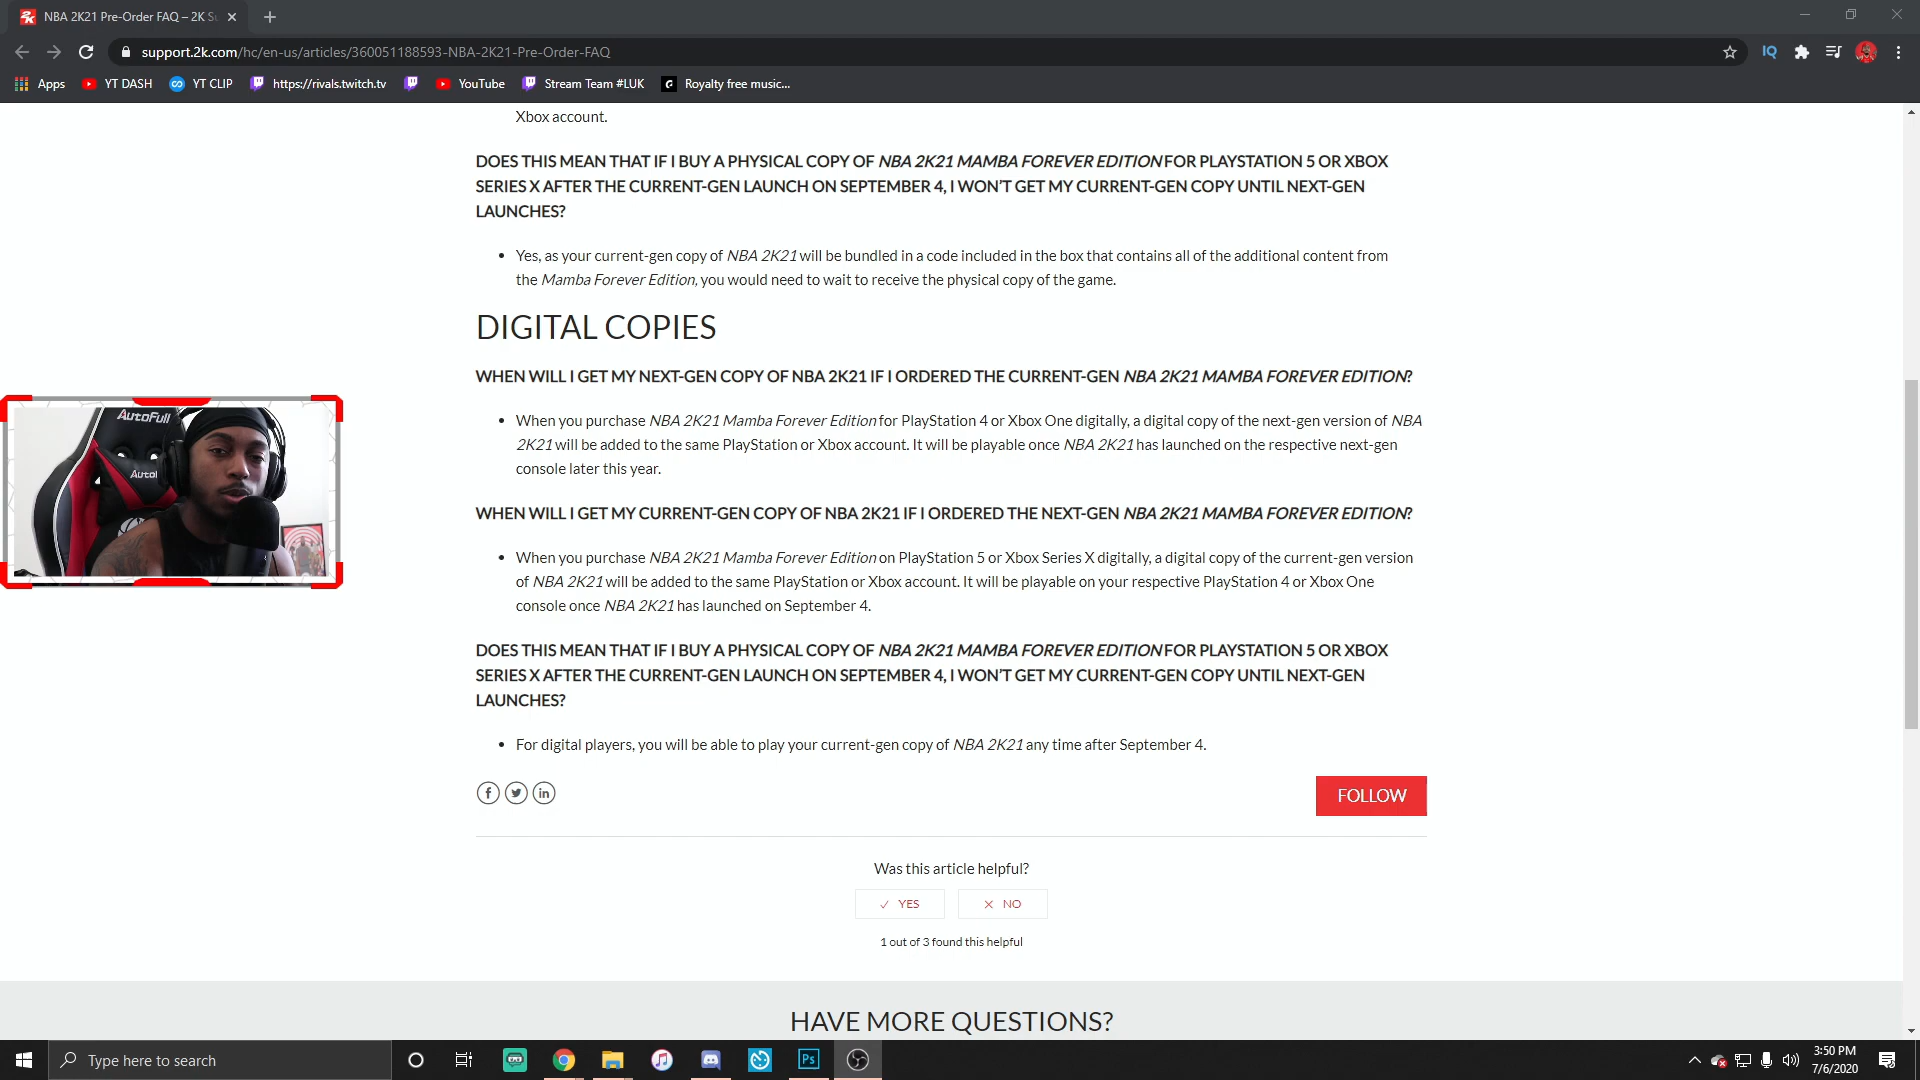 NBA 2K21 Pre-Order FAQ – 2K Su
support.2k.com/hc/en-us/articles/360051188593-NBA-2K21-Pre-Order-FAQ
IQ
Apps YT DASH YT CLIP https://rivals.twitch.tv YouTube Stream Team #LUK Royalty free music...
Xbox account.
DOES THIS MEAN THAT IF I BUY A PHYSICAL COPY OF NBA 2K21 MAMBA FOREVER EDITION FOR PLAYSTATION 5 OR XBOX
SERIES X AFTER THE CURRENT-GEN LAUNCH ON SEPTEMBER 4, I WON'T GET MY CURRENT-GEN COPY UNTIL NEXT-GEN
LAUNCHES?
• Yes, as your current-gen copy of NBA 2K21 will be bundled in a code included in the box that contains all of the additional content from
the Mamba Forever Edition, you would need to wait to receive the physical copy of the game.
DIGITAL COPIES
WHEN WILL I GET MY NEXT-GEN COPY OF NBA 2K21 IF I ORDERED THE CURRENT-GEN NBA 2K21 MAMBA FOREVER EDITION?
• When you purchase NBA 2K21 Mamba Forever Edition for PlayStation 4 or Xbox One digitally, a digital copy of the next-gen version of NBA
2K21 will be added to the same PlayStation or Xbox account. It will be playable once NBA 2K21 has launched on the respective next-gen
console later this year.
WHEN WILL I GET MY CURRENT-GEN COPY OF NBA 2K21 IF I ORDERED THE NEXT-GEN NBA 2K21 MAMBA FOREVER EDITION?
• When you purchase NBA 2K21 Mamba Forever Edition on PlayStation 5 or Xbox Series X digitally, a digital copy of the current-gen version
of NBA 2K21 will be added to the same PlayStation or Xbox account. It will be playable on your respective PlayStation 4 or Xbox One
console once NBA 2K21 has launched on September 4.
DOES THIS MEAN THAT IF I BUY A PHYSICAL COPY OF NBA 2K21 MAMBA FOREVER EDITION FOR PLAYSTATION 5 OR XBOX
SERIES X AFTER THE CURRENT-GEN LAUNCH ON SEPTEMBER 4, I WON'T GET MY CURRENT-GEN COPY UNTIL NEXT-GEN
LAUNCHES?
• For digital players, you will be able to play your current-gen copy of NBA 2K21 any time after September 4.
FOLLOW
Was this article helpful?
YES NO
1 out of 3 found this helpful
HAVE MORE QUESTIONS?
AutoFull
Type here to search
Ps
3:50 PM
7/6/2020